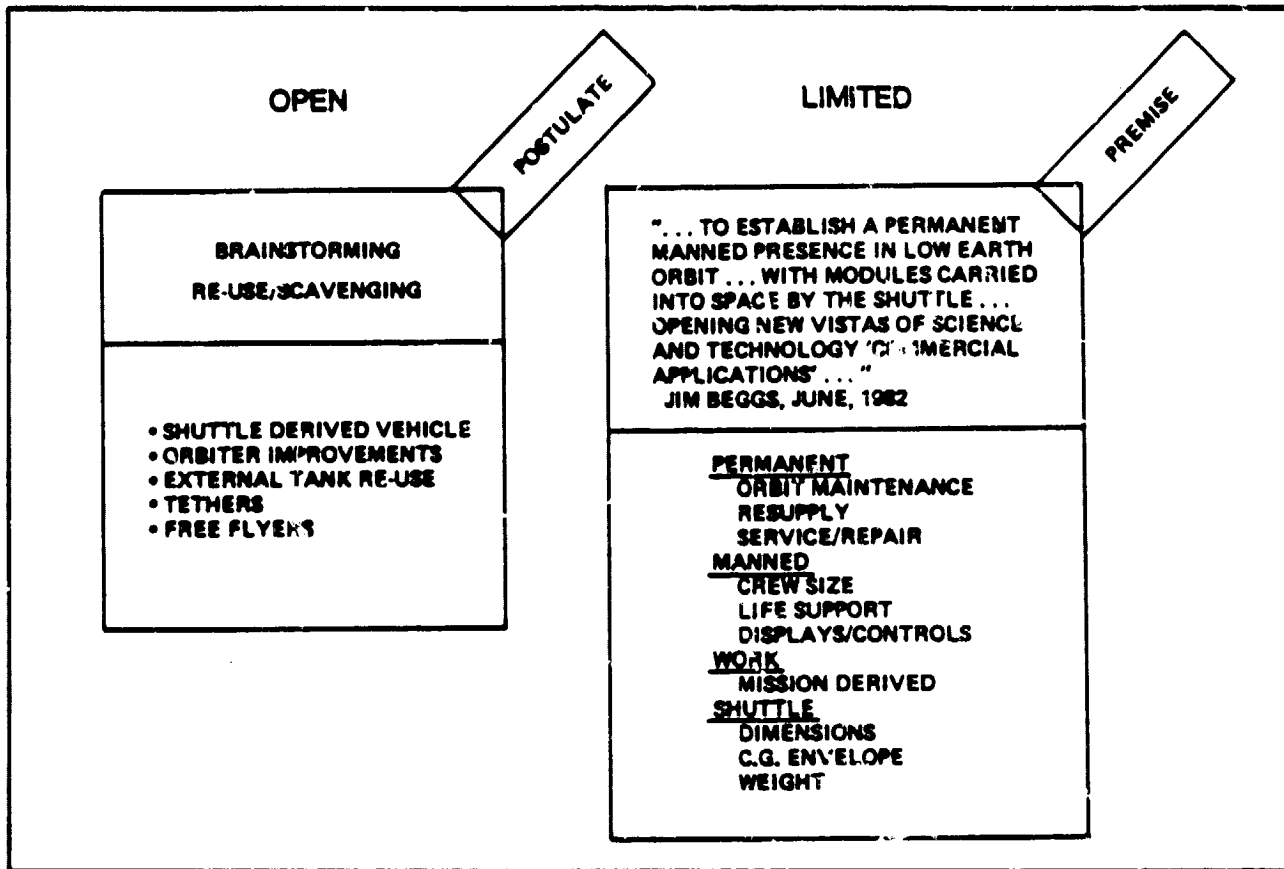 OPEN
POSTULATE
BRAINSTORMING
RE-USE/SCAVENGING
• SHUTTLE DERIVED VEHICLE
• ORBITER IMPROVEMENTS
• EXTERNAL TANK RE-USE
• TETHERS
• FREE FLYERS
LIMITED
PREMISE
"... TO ESTABLISH A PERMANENT
MANNED PRESENCE IN LOW EARTH
ORBIT ... WITH MODULES CARRIED
INTO SPACE BY THE SHUTTLE ...
OPENING NEW VISTAS OF SCIENCE
AND TECHNOLOGY 'COMMERCIAL
APPLICATIONS' ... "
JIM BEGGS, JUNE, 1982
PERMANENT
ORBIT MAINTENANCE
RESUPPLY
SERVICE/REPAIR
MANNED
CREW SIZE
LIFE SUPPORT
DISPLAYS/CONTROLS
WORK
MISSION DERIVED
SHUTTLE
DIMENSIONS
C.G. ENVELOPE
WEIGHT